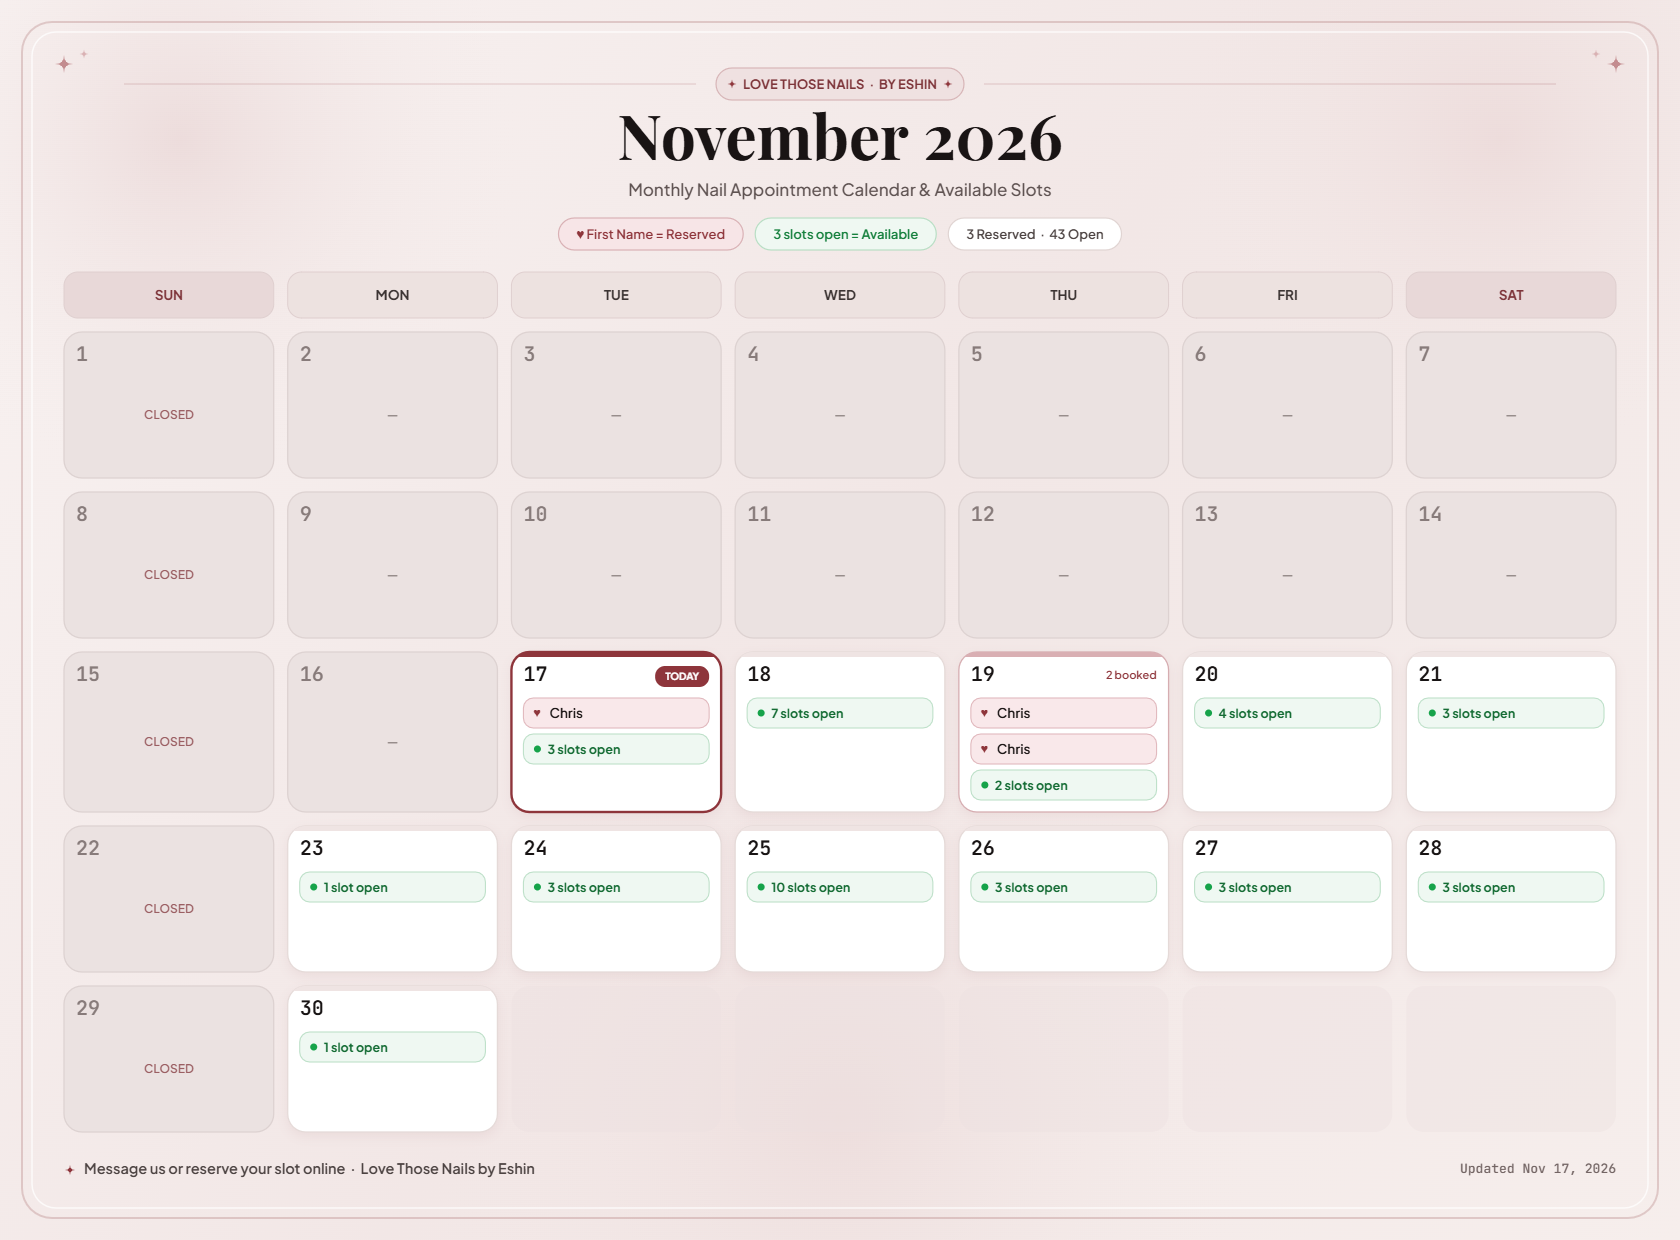 ✦ LOVE THOSE NAILS · BY ESHIN ✦
November 2026
Monthly Nail Appointment Calendar & Available Slots
♥ First Name = Reserved
3 slots open = Available
3 Reserved · 43 Open
SUN MON TUE WED THU FRI SAT
1 2 3 4 5 6 7
CLOSED – – – – – –
8 9 10 11 12 13 14
CLOSED – – – – – –
15
CLOSED
16
–
17 TODAY
♥ Chris
3 slots open
18
7 slots open
19 2 booked
♥ Chris
♥ Chris
2 slots open
20
4 slots open
21
3 slots open
22
CLOSED
23
1 slot open
24
3 slots open
25
10 slots open
26
3 slots open
27
3 slots open
28
3 slots open
29
CLOSED
30
1 slot open
✦ Message us or reserve your slot online · Love Those Nails by Eshin
Updated Nov 17, 2026